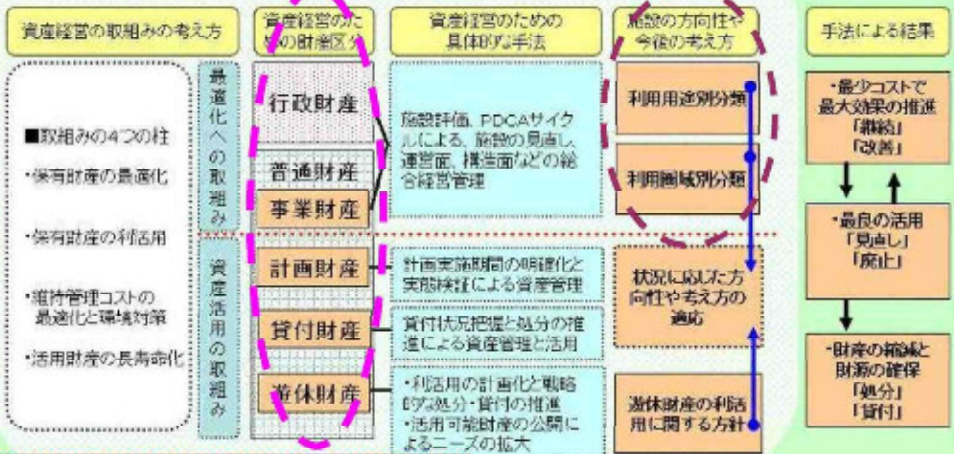 資産経営の取組みの考え方
資産経営のた
めの財産区分
資産経営のための
具体的な手法
施設の方向性や
今後の考え方
手法による結果
■取組みの4つの柱
・保有財産の最適化
・保有財産の利活用
・維持管理コストの
最適化と環境対策
・活用財産の長寿命化
最適化への取組み
資産活用の取組み
行政財産
普通財産
事業財産
計画財産
貸付財産
遊休財産
施設評価、PDCAサイク
ルによる、施設の見直し
運営面、構造面などの総
合経営管理
計画実施期間の明確化と
実態検証による資産管理
貸付状況把握と処分の推
進による資産管理と活用
・利活用の計画化と戦略
的な処分・貸付の推進
・活用可能財産の公開に
よるニーズの拡大
利用用途別分類
利用圏域別分類
状況に応じた方
向性や考え方の
適応
遊休財産の利活
用に関する方針
・最少コストで
最大効果の推進
「継続」
「改善」
・最良の活用
「見直し」
「廃止」
・財産の縮減と
財源の確保
「処分」
「貸付」